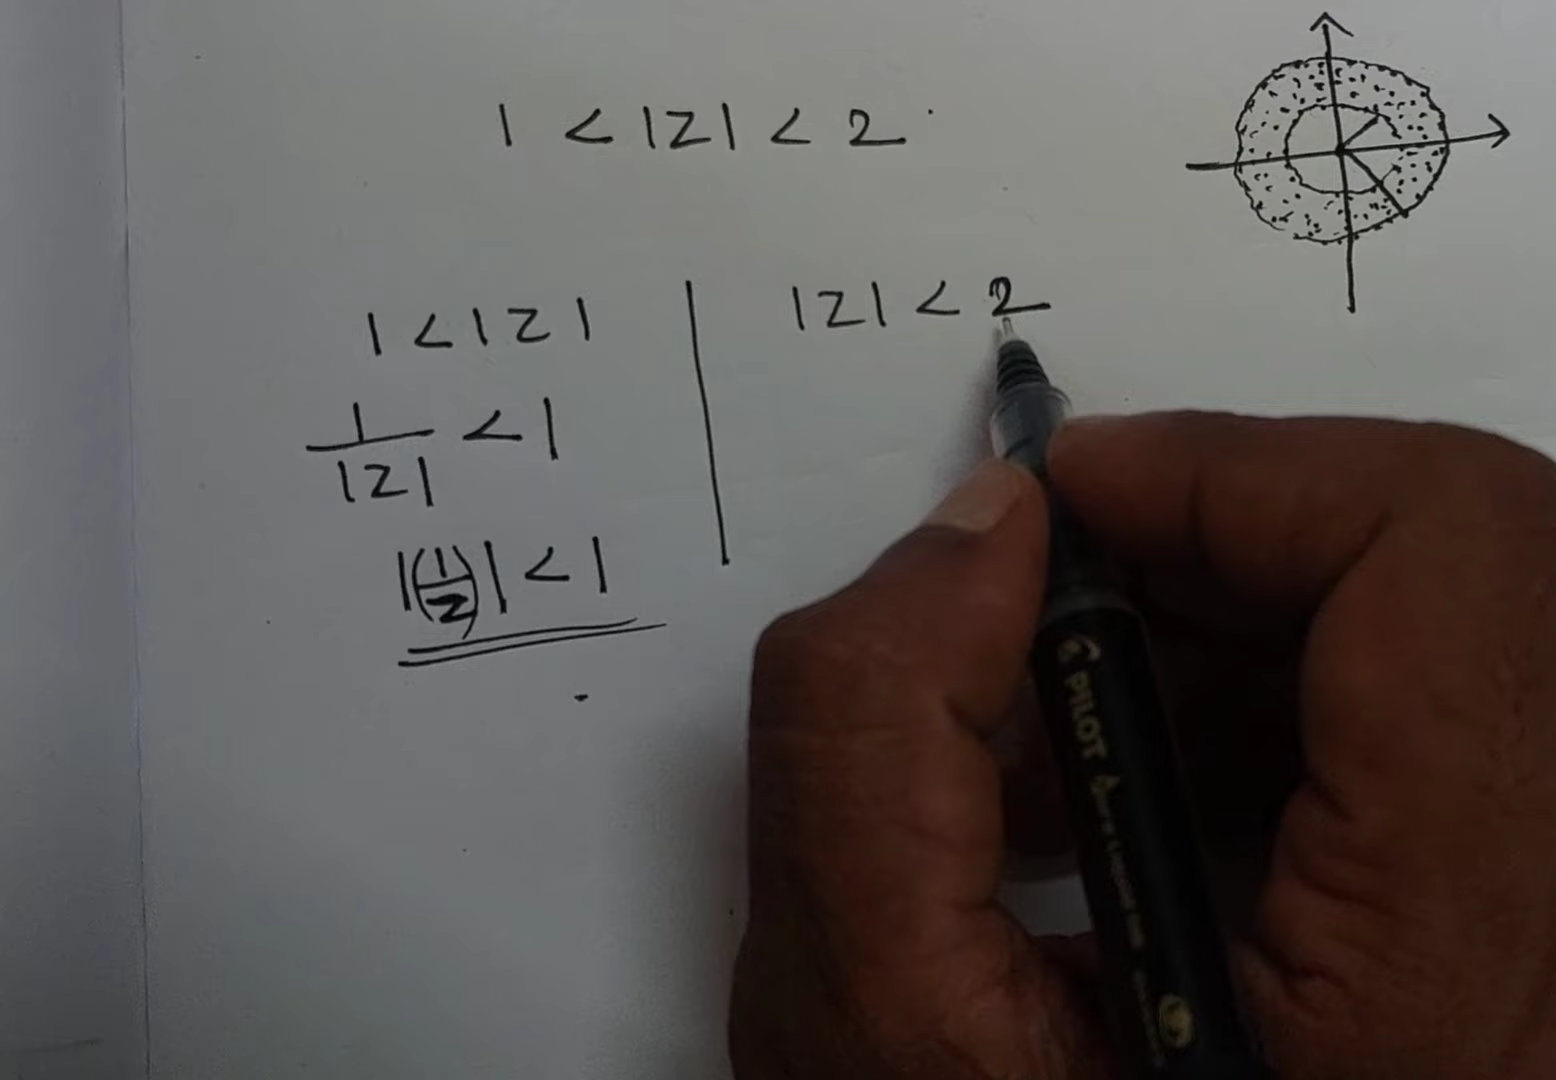 1 < |z| < 2
1 < |z|
1/|z| < 1
|(1/z)| < 1
|z| < 2
PILOT